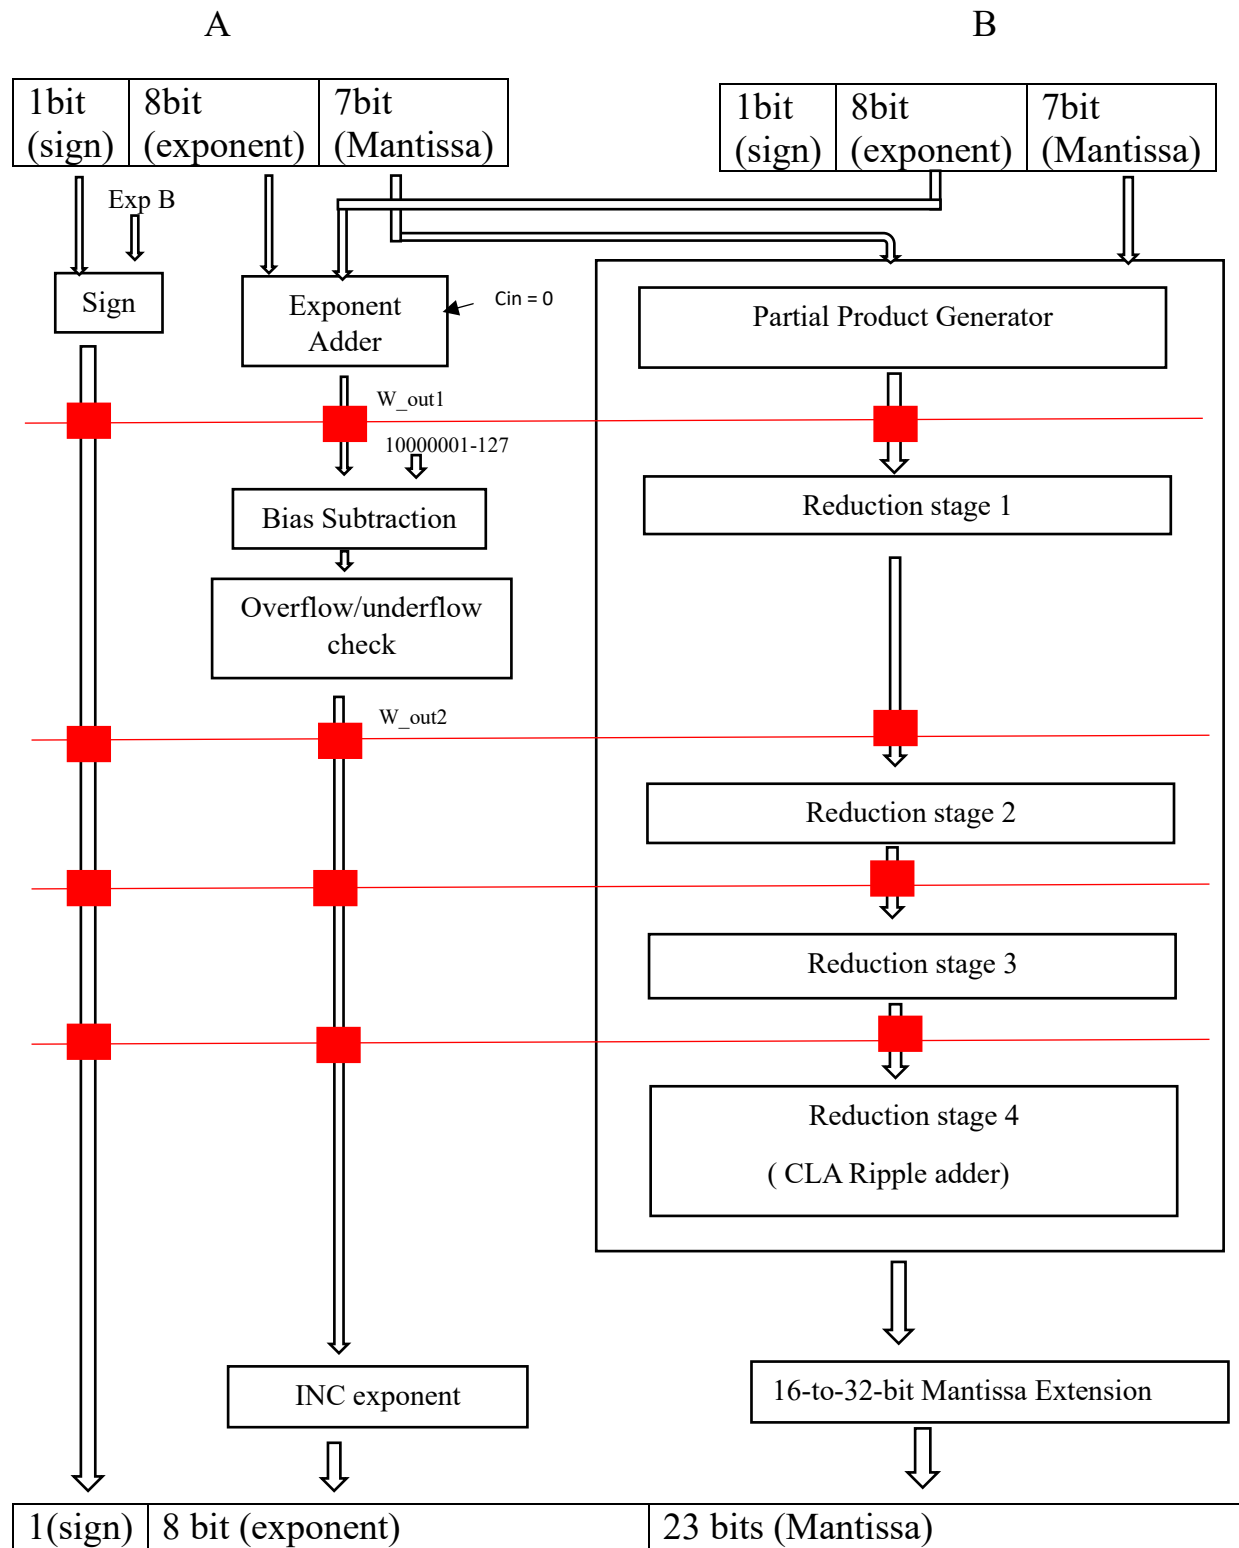 A
B
1bit
(sign)
8bit
(exponent)
7bit
(Mantissa)
1bit
(sign)
8bit
(exponent)
7bit
(Mantissa)
Exp B
Sign
Exponent
Adder
Cin = 0
Partial Product Generator
W_out1
10000001-127
Bias Subtraction
Reduction stage 1
Overflow/underflow
check
W_out2
Reduction stage 2
Reduction stage 3
Reduction stage 4
( CLA Ripple adder)
INC exponent
16-to-32-bit Mantissa Extension
1(sign)
8 bit (exponent)
23 bits (Mantissa)